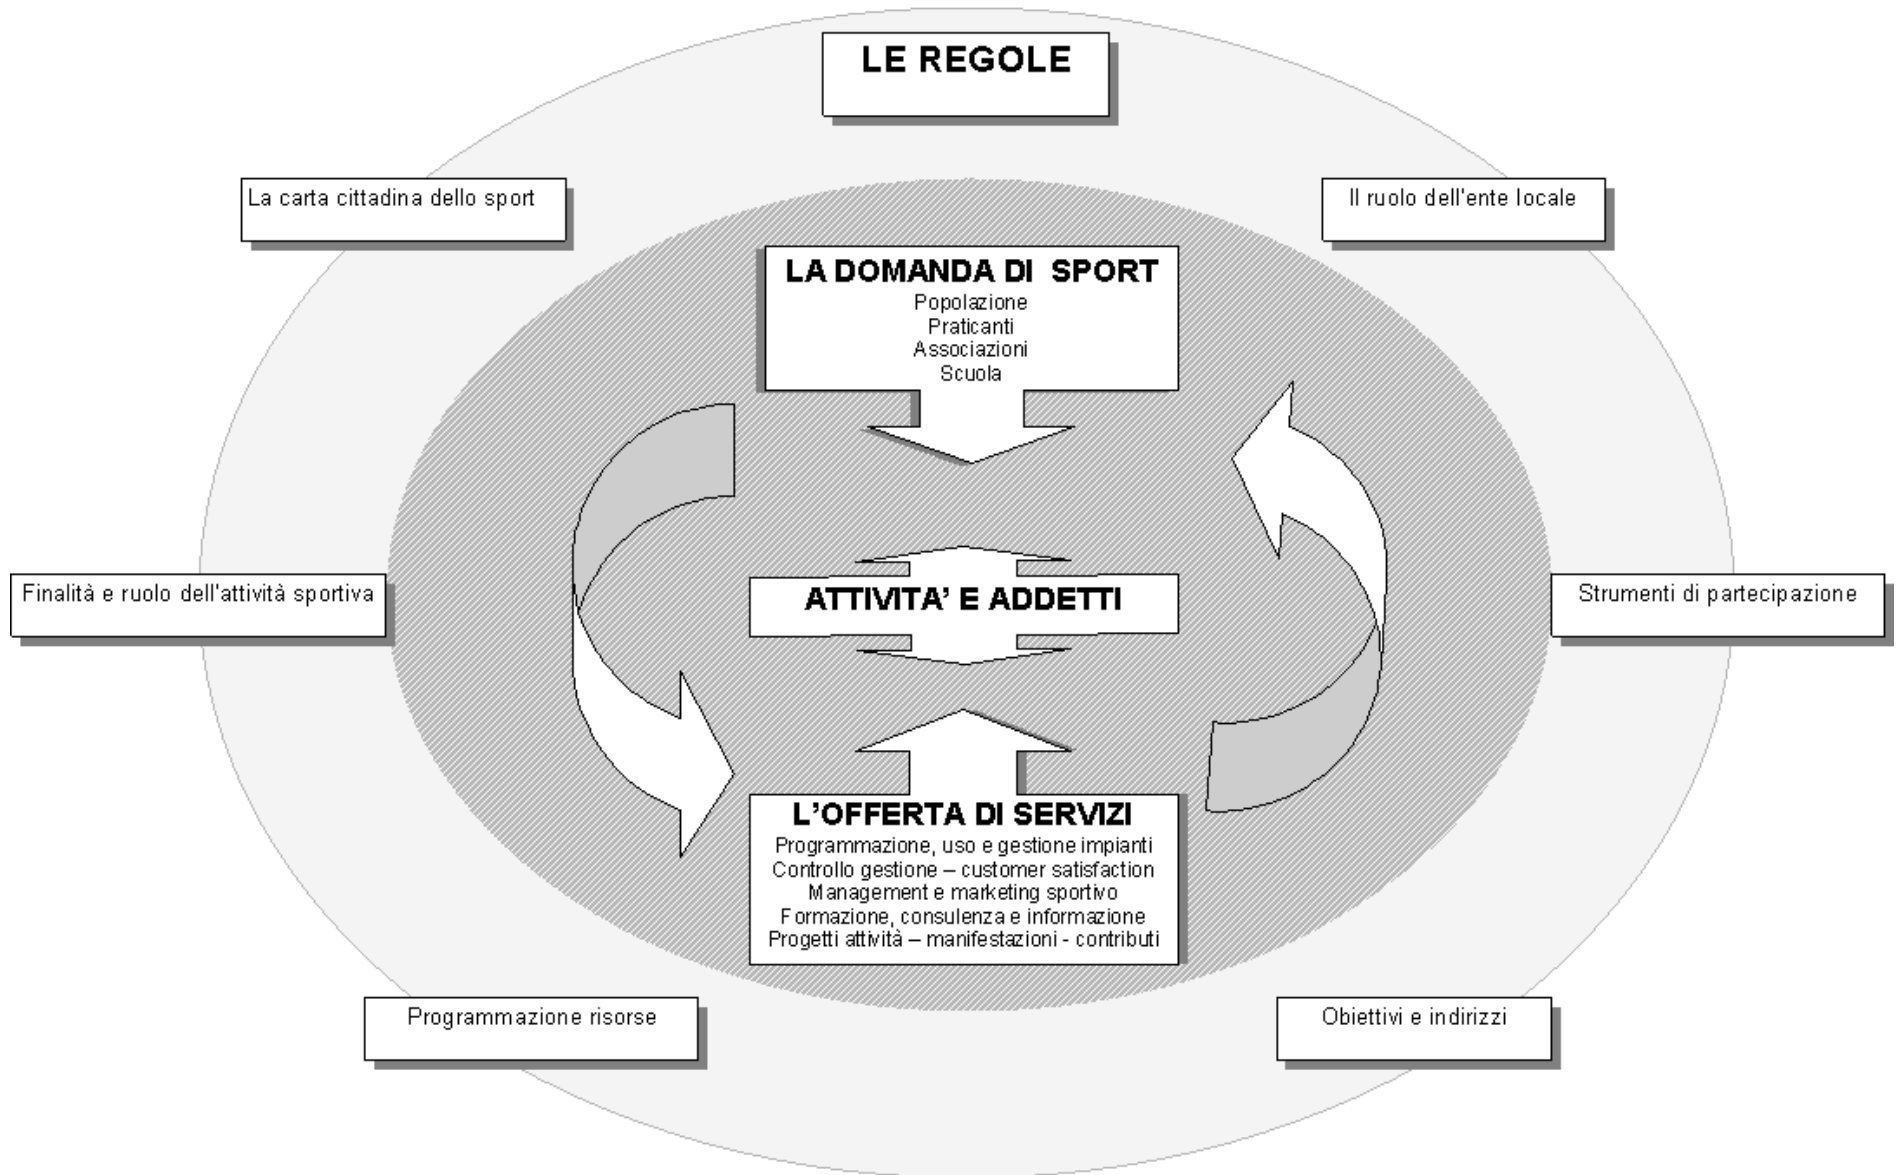 LE REGOLE
La carta cittadina dello sport
Il ruolo dell'ente locale
LA DOMANDA DI SPORT
Popolazione
Praticanti
Associazioni
Scuola
Finalità e ruolo dell'attività sportiva
ATTIVITA’ E ADDETTI
Strumenti di partecipazione
L’OFFERTA DI SERVIZI
Programmazione, uso e gestione impianti
Controllo gestione – customer satisfaction
Management e marketing sportivo
Formazione, consulenza e informazione
Progetti attività – manifestazioni - contributi
Programmazione risorse
Obiettivi e indirizzi